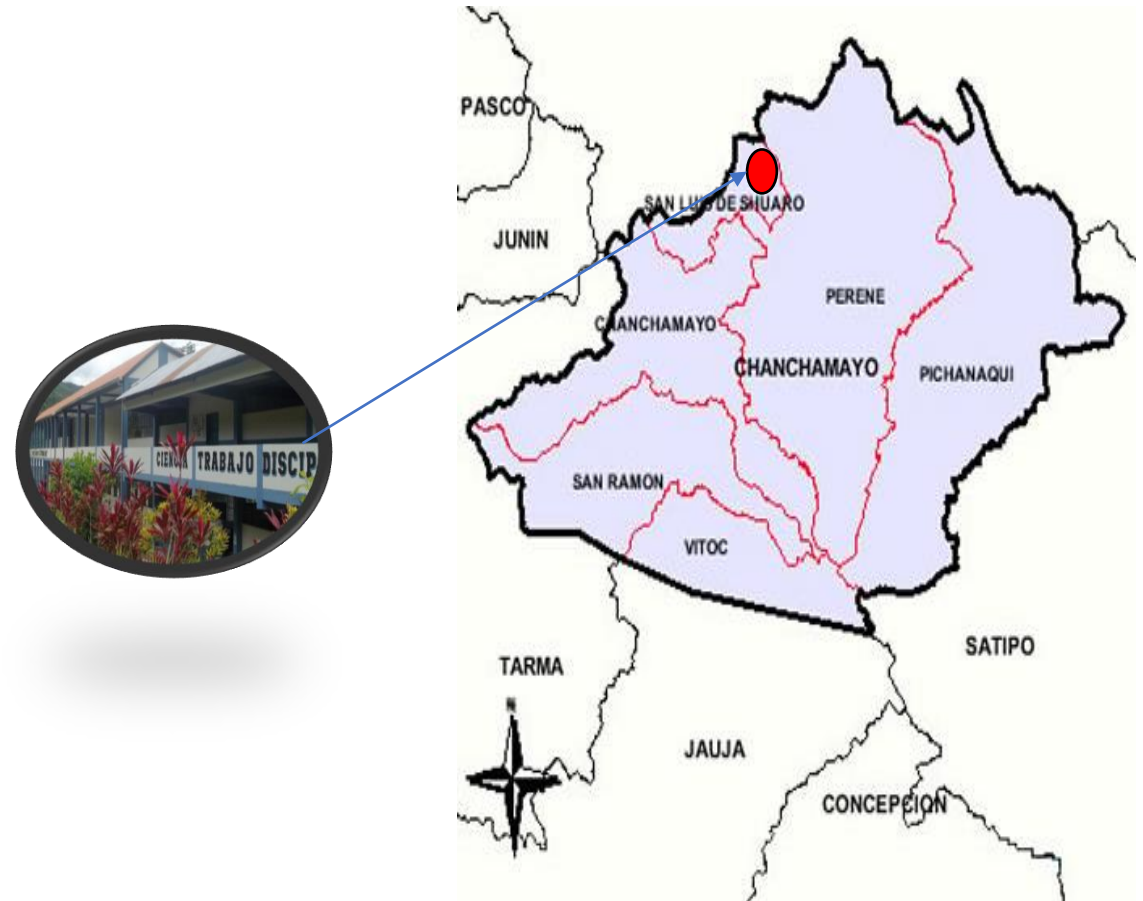 PASCO
SAN LUIS DE SHUARO
JUNIN
PERENE
CHANCHAMAYO
CHANCHAMAYO
PICHANAQUI
CIENCIA TRABAJO DISCIP
SAN RAMON
VITOC
SATIPO
TARMA
N
JAUJA
CONCEPCION